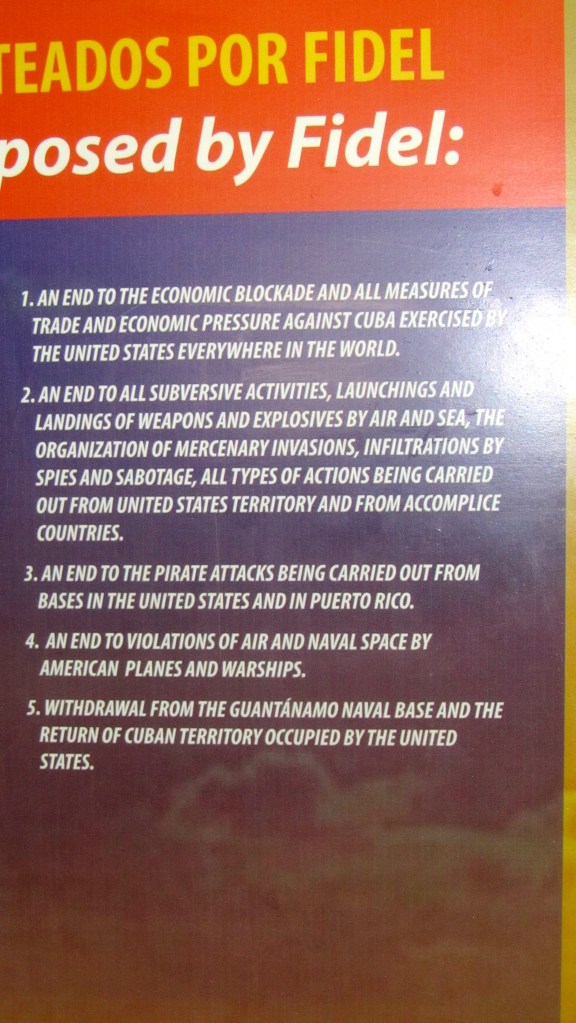 TEADOS POR FIDEL
posed by Fidel:
1. AN END TO THE ECONOMIC BLOCKADE AND ALL MEASURES OF
TRADE AND ECONOMIC PRESSURE AGAINST CUBA EXERCISED BY
THE UNITED STATES EVERYWHERE IN THE WORLD.
2. AN END TO ALL SUBVERSIVE ACTIVITIES, LAUNCHINGS AND
LANDINGS OF WEAPONS AND EXPLOSIVES BY AIR AND SEA, THE
ORGANIZATION OF MERCENARY INVASIONS, INFILTRATIONS BY
SPIES AND SABOTAGE, ALL TYPES OF ACTIONS BEING CARRIED
OUT FROM UNITED STATES TERRITORY AND FROM ACCOMPLICE
COUNTRIES.
3. AN END TO THE PIRATE ATTACKS BEING CARRIED OUT FROM
BASES IN THE UNITED STATES AND IN PUERTO RICO.
4. AN END TO VIOLATIONS OF AIR AND NAVAL SPACE BY
AMERICAN PLANES AND WARSHIPS.
5. WITHDRAWAL FROM THE GUANTÁNAMO NAVAL BASE AND THE
RETURN OF CUBAN TERRITORY OCCUPIED BY THE UNITED
STATES.